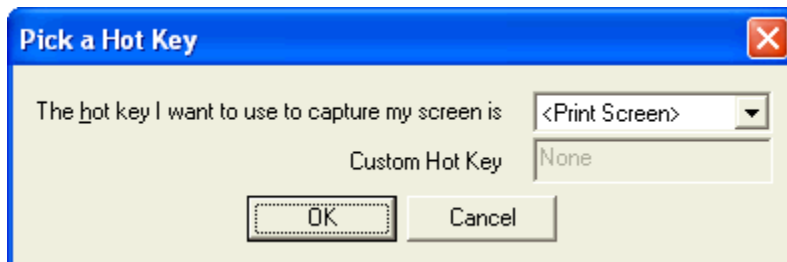 Pick a Hot Key
The hot key I want to use to capture my screen is <Print Screen>
Custom Hot Key None
OK Cancel